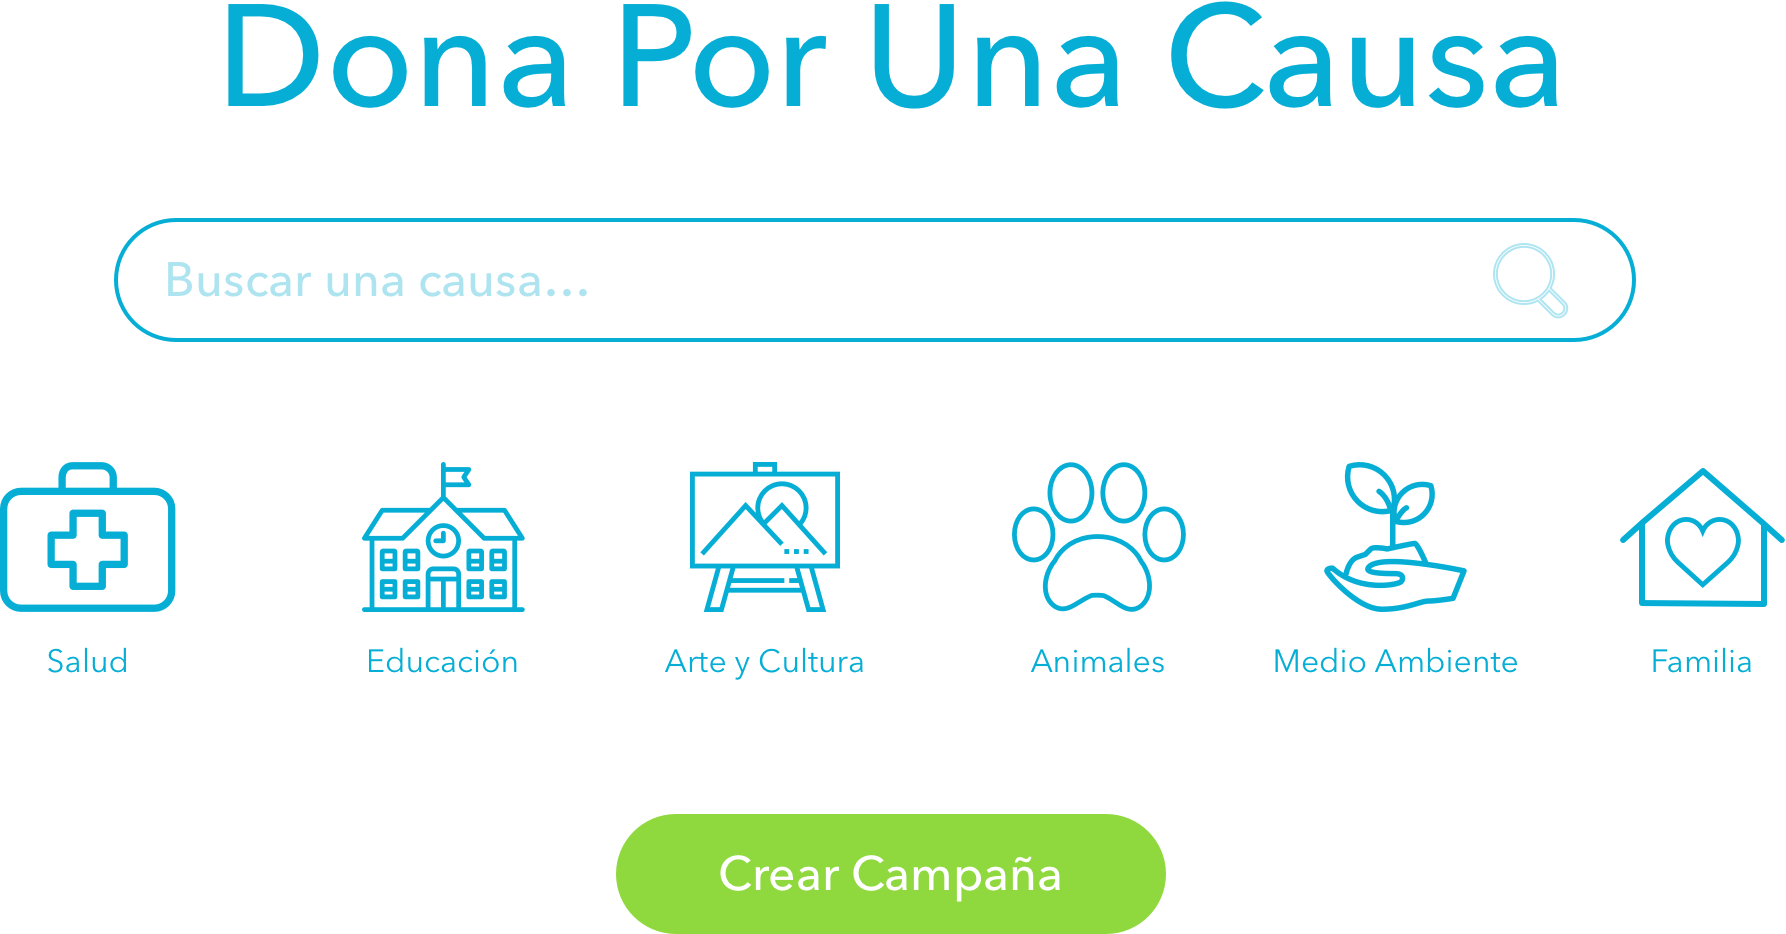 Dona Por Una Causa
Buscar una causa...
Salud
Educación
Arte y Cultura
Animales
Medio Ambiente
Familia
Crear Campaña